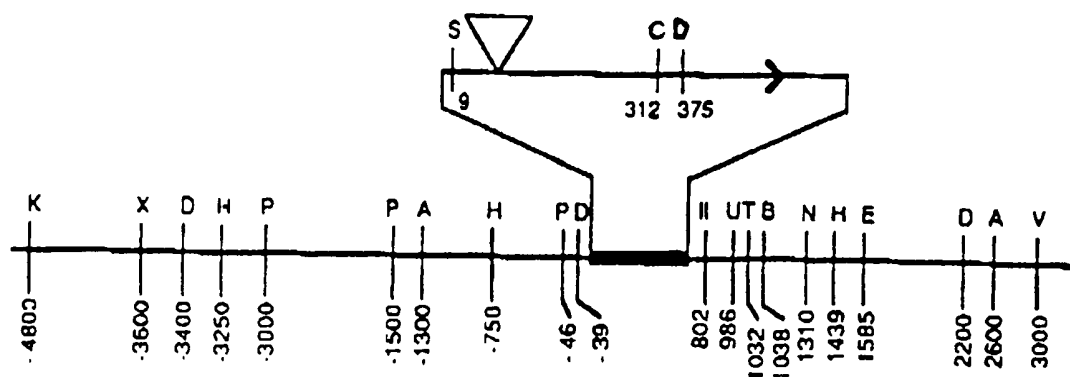 S C D
9 312 375
K X D H P P A H P D II U T B N H E D A V
-4800 -3600 -3400 -3250 -3000 -1500 -1300 -750 -46 -39 802 986 1032 1038 1310 1439 1585 2200 2600 3000